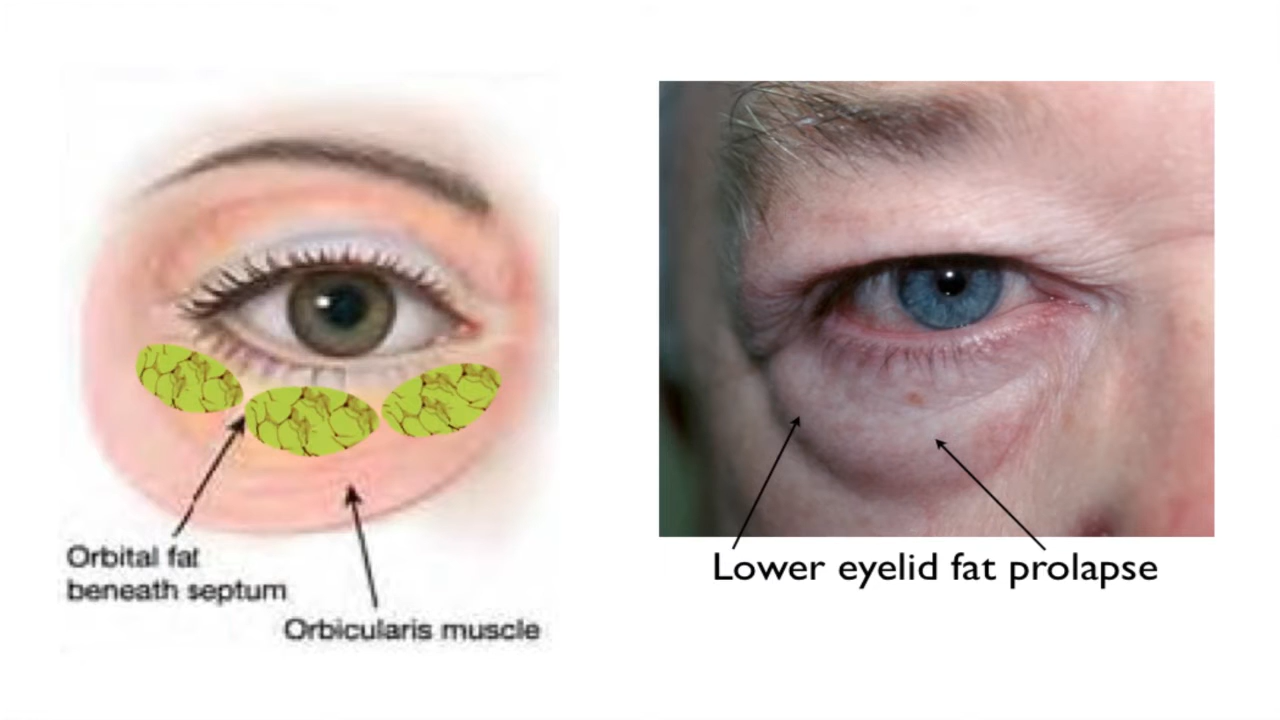 Orbital fat
beneath septum
Orbicularis muscle
Lower eyelid fat prolapse